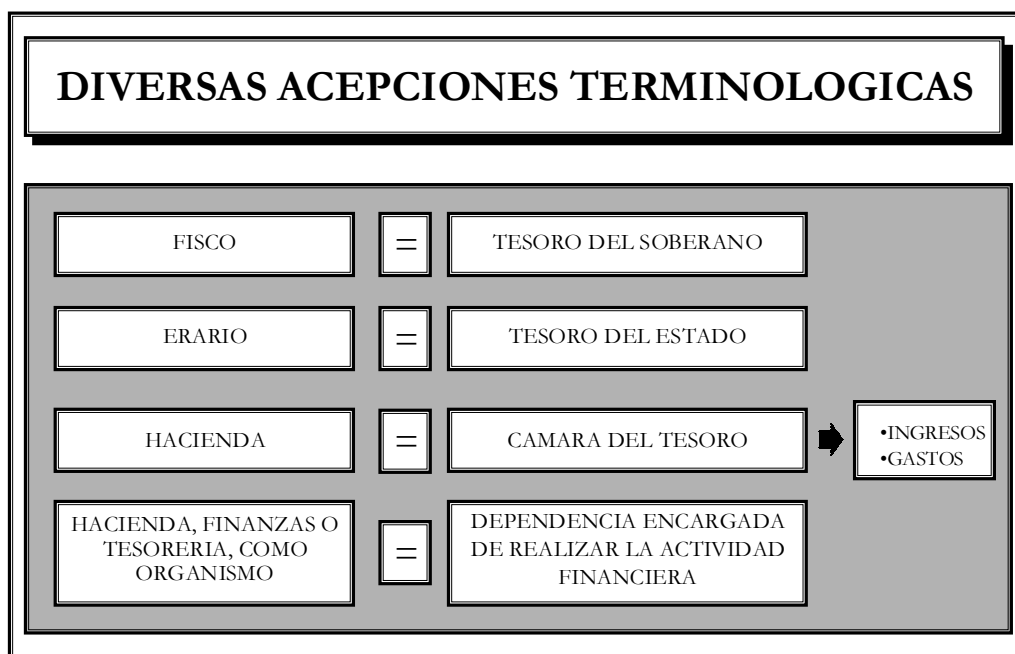 DIVERSAS ACEPCIONES TERMINOLOGICAS
FISCO
=
TESORO DEL SOBERANO
ERARIO
=
TESORO DEL ESTADO
HACIENDA
=
CAMARA DEL TESORO
•INGRESOS
•GASTOS
HACIENDA, FINANZAS O
TESORERIA, COMO
ORGANISMO
=
DEPENDENCIA ENCARGADA
DE REALIZAR LA ACTIVIDAD
FINANCIERA